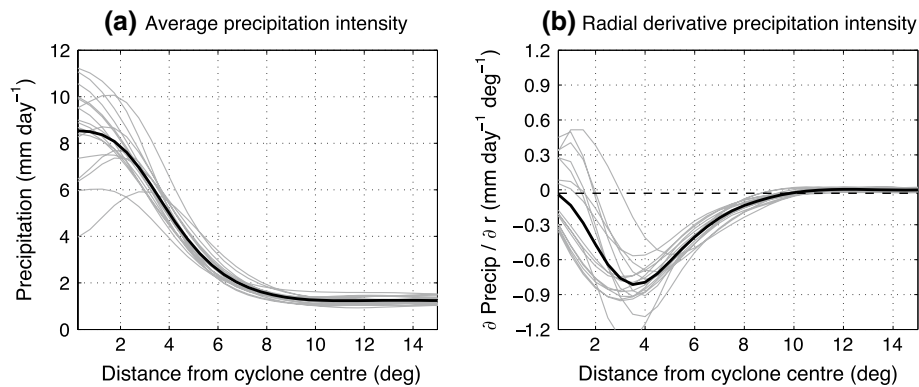 (a) Average precipitation intensity
Precipitation (mm day⁻¹)
12
10
8
6
4
2
0
2 4 6 8 10 12 14
Distance from cyclone centre (deg)
(b) Radial derivative precipitation intensity
∂ Precip / ∂ r (mm day⁻¹ deg⁻¹)
1.2
0.9
0.6
0.3
0
−0.3
−0.6
−0.9
−1.2
2 4 6 8 10 12 14
Distance from cyclone centre (deg)